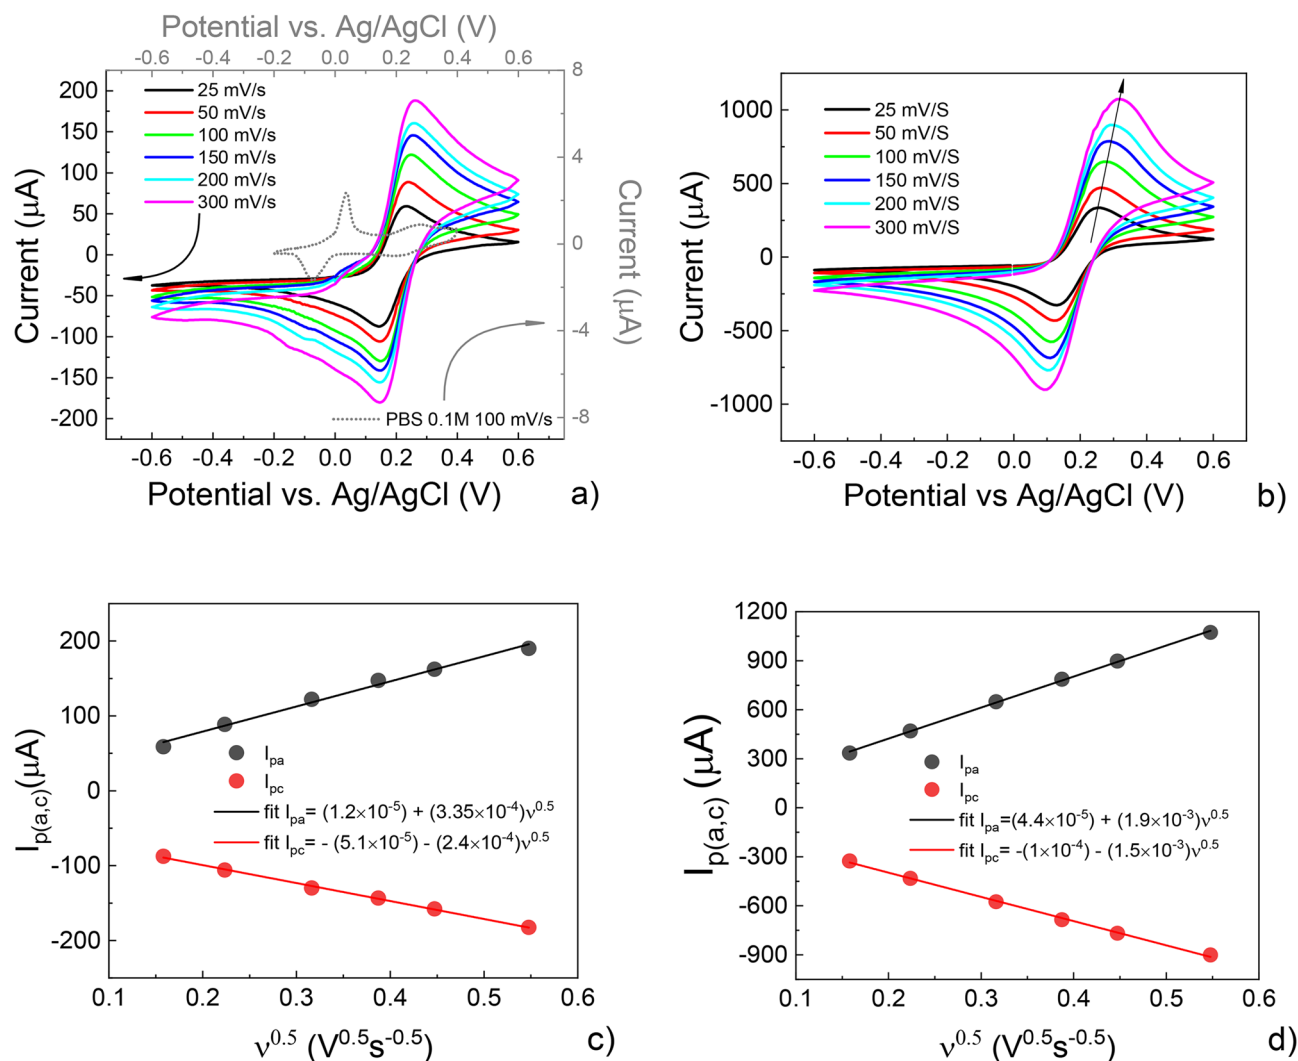 Potential vs. Ag/AgCl (V)
-0.6 -0.4 -0.2 0.0 0.2 0.4 0.6
200
150
100
50
0
-50
-100
-150
-200
Current (μA)
25 mV/s
50 mV/s
100 mV/s
150 mV/s
200 mV/s
300 mV/s
8
4
0
-4
-8
Current (μA)
PBS 0.1M 100 mV/s
-0.6 -0.4 -0.2 0.0 0.2 0.4 0.6
Potential vs. Ag/AgCl (V)
a)
1000
500
0
-500
-1000
Current (μA)
25 mV/S
50 mV/S
100 mV/S
150 mV/S
200 mV/S
300 mV/S
-0.6 -0.4 -0.2 0.0 0.2 0.4 0.6
Potential vs Ag/AgCl (V)
b)
200
100
0
-100
-200
Ip(a,c)(μA)
Ipa
Ipc
fit Ipa= (1.2×10-5) + (3.35×10-4)ν0.5
fit Ipc= - (5.1×10-5) - (2.4×10-4)ν0.5
0.1 0.2 0.3 0.4 0.5 0.6
ν0.5 (V0.5s-0.5)
c)
1200
900
600
300
0
-300
-600
-900
Ip(a,c) (μA)
Ipa
Ipc
fit Ipa=(4.4×10-5) + (1.9×10-3)ν0.5
fit Ipc= -(1×10-4) - (1.5×10-3)ν0.5
0.1 0.2 0.3 0.4 0.5 0.6
ν0.5 (V0.5s-0.5)
d)